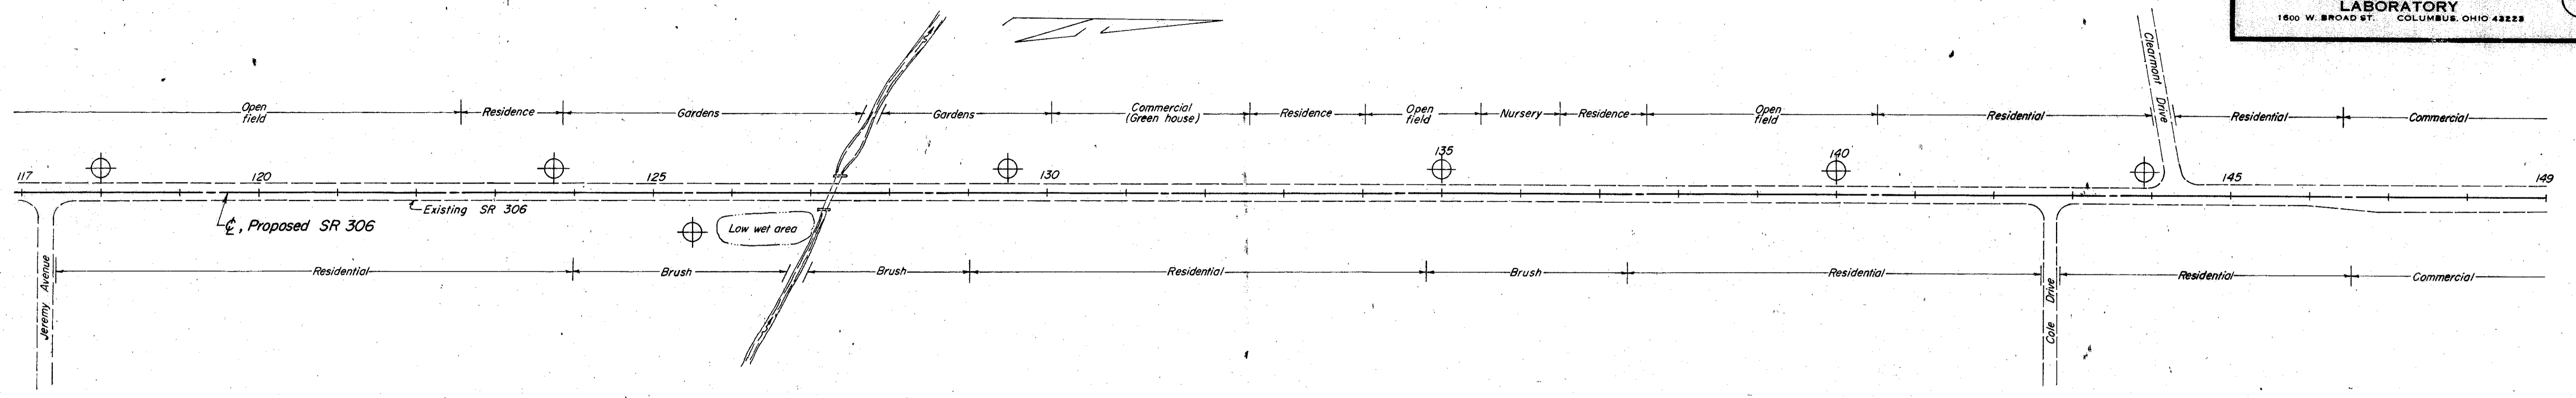 LABORATORY
1600 W. BROAD ST. COLUMBUS, OHIO 43223
Clearmont Drive
Open
field
Residence
Gardens
Gardens
Commercial
(Green house)
Residence
Open
field
Nursery
Residence
Open
field
Residential
Residential
Commercial
117
120
125
130
135
140
145
149
Existing SR 306
℄, Proposed SR 306
Low wet area
Jeremy Avenue
Residential
Brush
Brush
Residential
Brush
Residential
Cole Drive
Residential
Commercial